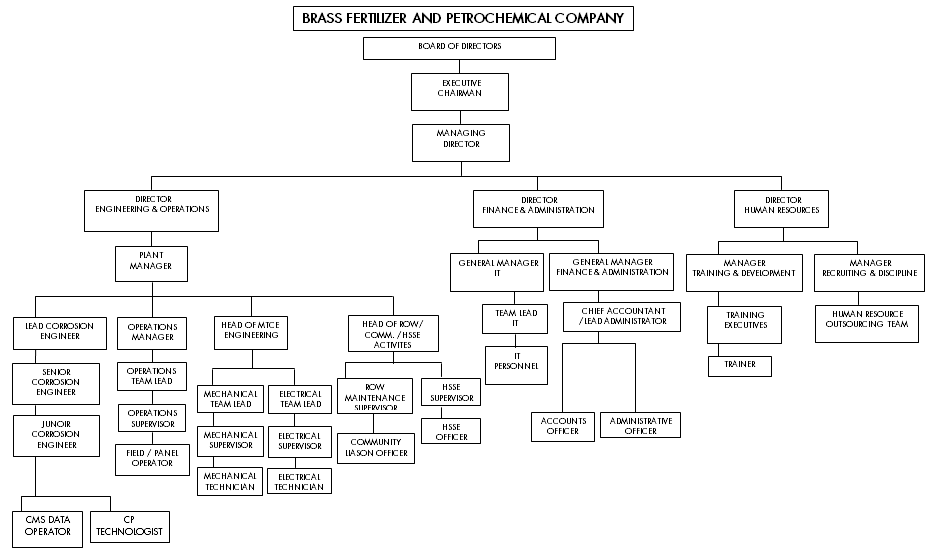 BRASS FERTILIZER AND PETROCHEMICAL COMPANY
BOARD OF DIRECTORS
EXECUTIVE
CHAIRMAN
MANAGING
DIRECTOR
DIRECTOR
ENGINEERING & OPERATIONS
DIRECTOR
FINANCE & ADMINISTRATION
DIRECTOR
HUMAN RESOURCES
PLANT
MANAGER
GENERAL MANAGER
IT
GENERAL MANAGER
FINANCE & ADMINISTRATION
MANAGER
TRAINING & DEVELOPMENT
MANAGER
RECRUITING & DISCIPLINE
LEAD CORROSION
ENGINEER
OPERATIONS
MANAGER
HEAD OF MTCE
ENGINEERING
HEAD OF ROW/
COMM. /HSSE
ACTIVITES
TEAM LEAD
IT
CHIEF ACCOUNTANT
/LEAD ADMINISTRATOR
TRAINING
EXECUTIVES
HUMAN RESOURCE
OUTSOURCING TEAM
SENIOR
CORROSION
ENGINEER
OPERATIONS
TEAM LEAD
IT
PERSONNEL
TRAINER
MECHANICAL
TEAM LEAD
ELECTRICAL
TEAM LEAD
ROW
MAINTENANCE
SUPERVISOR
HSSE
SUPERVISOR
JUNOIR
CORROSION
ENGINEER
OPERATIONS
SUPERVISOR
MECHANICAL
SUPERVISOR
ELECTRICAL
SUPERVISOR
COMMUNITY
LIASON OFFICER
HSSE
OFFICER
ACCOUNTS
OFFICER
ADMINISTRATIVE
OFFICER
FIELD / PANEL
OPERATOR
MECHANICAL
TECHNICIAN
ELECTRICAL
TECHNICIAN
CMS DATA
OPERATOR
CP
TECHNOLOGIST